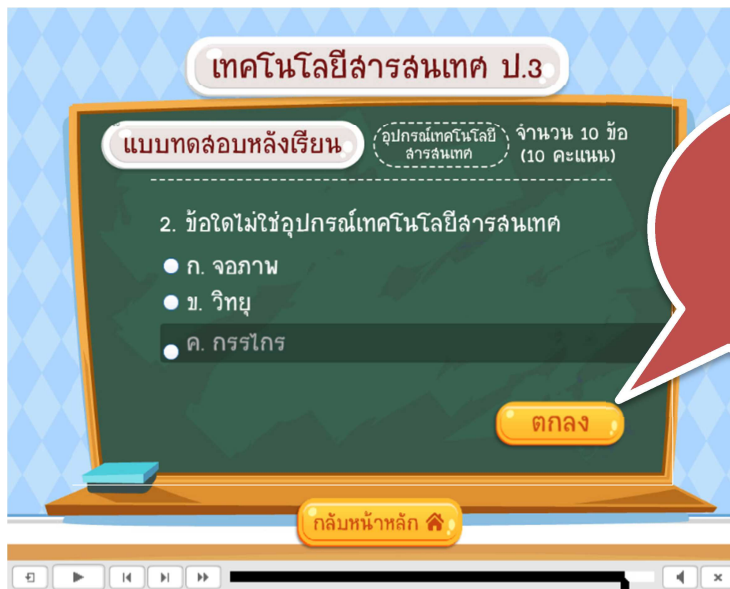 เทคโนโลยีสารสนเทศ ป.3
แบบทดสอบหลังเรียน
อุปกรณ์เทคโนโลยี
สารสนเทศ
จำนวน 10 ข้อ
(10 คะแนน)
2. ข้อใดไม่ใช่อุปกรณ์เทคโนโลยีสารสนเทศ
ก. จอภาพ
ข. วิทยุ
ค. กรรไกร
ตกลง
กลับหน้าหลัก